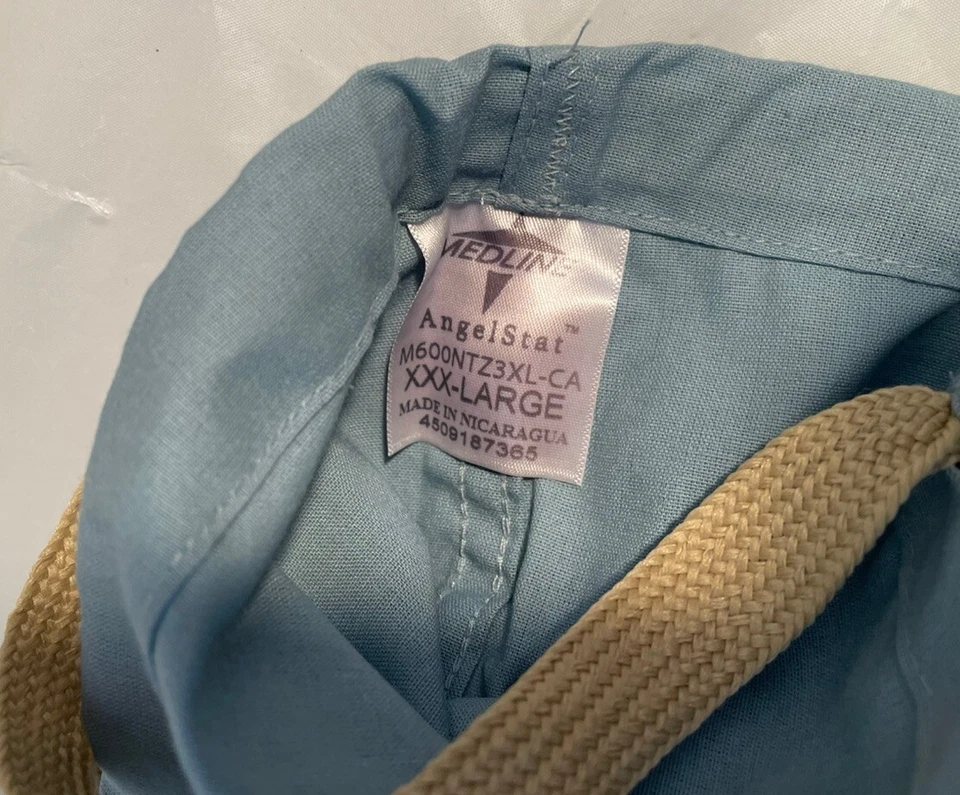 MEDLINE
AngelStat™
M600NTZ3XL-CA
XXX-LARGE
MADE IN NICARAGUA
4509187365